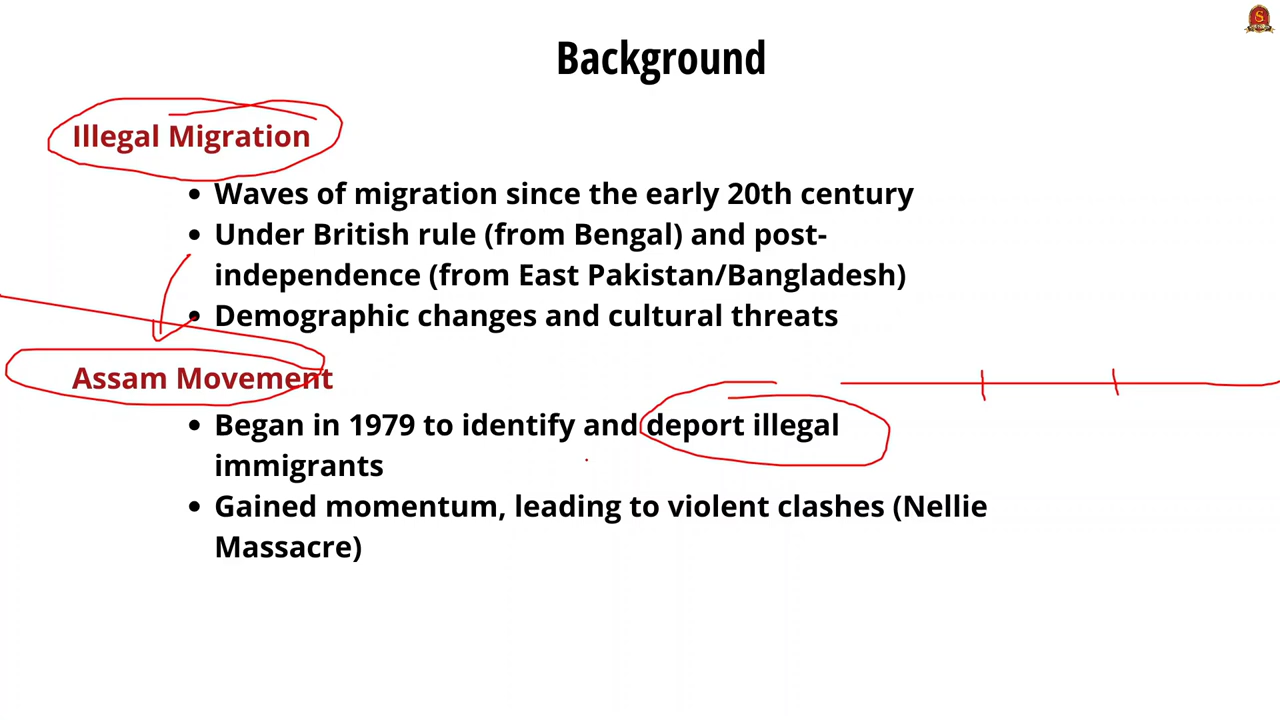 Background
Illegal Migration
• Waves of migration since the early 20th century
• Under British rule (from Bengal) and post-
independence (from East Pakistan/Bangladesh)
• Demographic changes and cultural threats
Assam Movement
• Began in 1979 to identify and deport illegal
immigrants
• Gained momentum, leading to violent clashes (Nellie
Massacre)